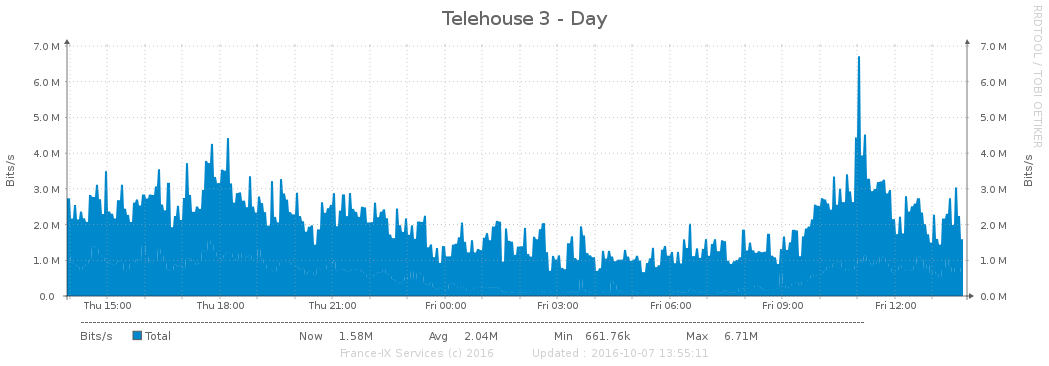 Telehouse 3 - Day
RRDTOOL / TOBI OETIKER
Bits/s
7.0 M 7.0 M
6.0 M 6.0 M
5.0 M 5.0 M
4.0 M 4.0 M
3.0 M 3.0 M
2.0 M 2.0 M
1.0 M 1.0 M
0.0 0.0 M
Bits/s
Thu 15:00 Thu 18:00 Thu 21:00 Fri 00:00 Fri 03:00 Fri 06:00 Fri 09:00 Fri 12:00
Bits/s Total Now 1.58M Avg 2.04M Min 661.76k Max 6.71M
France-IX Services (c) 2016 Updated : 2016-10-07 13:55:11